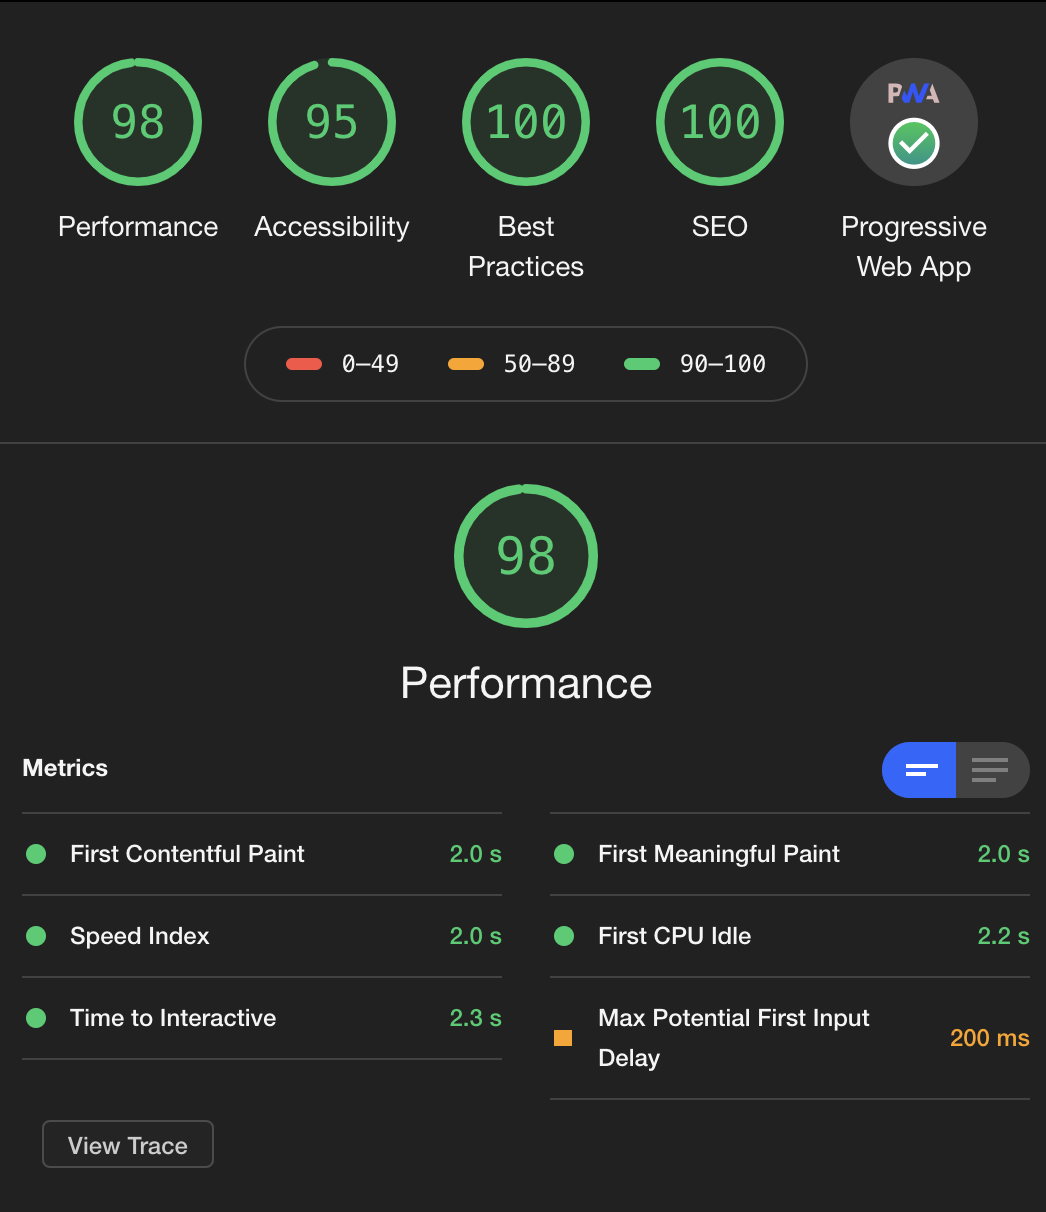 98
95
100
100
PWA
Performance
Accessibility
Best
Practices
SEO
Progressive
Web App
0–49
50–89
90–100
98
Performance
Metrics
First Contentful Paint 2.0 s
First Meaningful Paint 2.0 s
Speed Index 2.0 s
First CPU Idle 2.2 s
Time to Interactive 2.3 s
Max Potential First Input
Delay
200 ms
View Trace